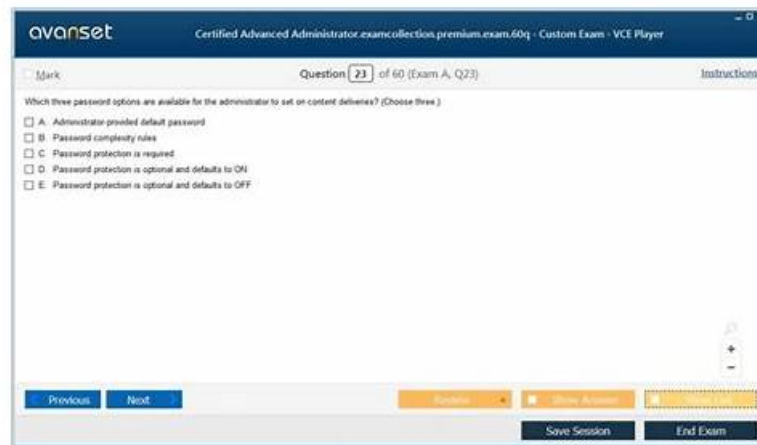 avanset
Certified Advanced Administrator.examcollection.premium.exam.60q - Custom Exam - VCE Player
Mark
Question 23 of 60 (Exam A, Q23)
Instructions
Which three password options are available for the administrator to set on content deliveries? (Choose three.)
A. Administrator-provided default password
B. Password complexity rules
C. Password protection is required
D. Password protection is optional and defaults to ON
E. Password protection is optional and defaults to OFF
Previous
Next
Review
Show Answer
Save Session
End Exam